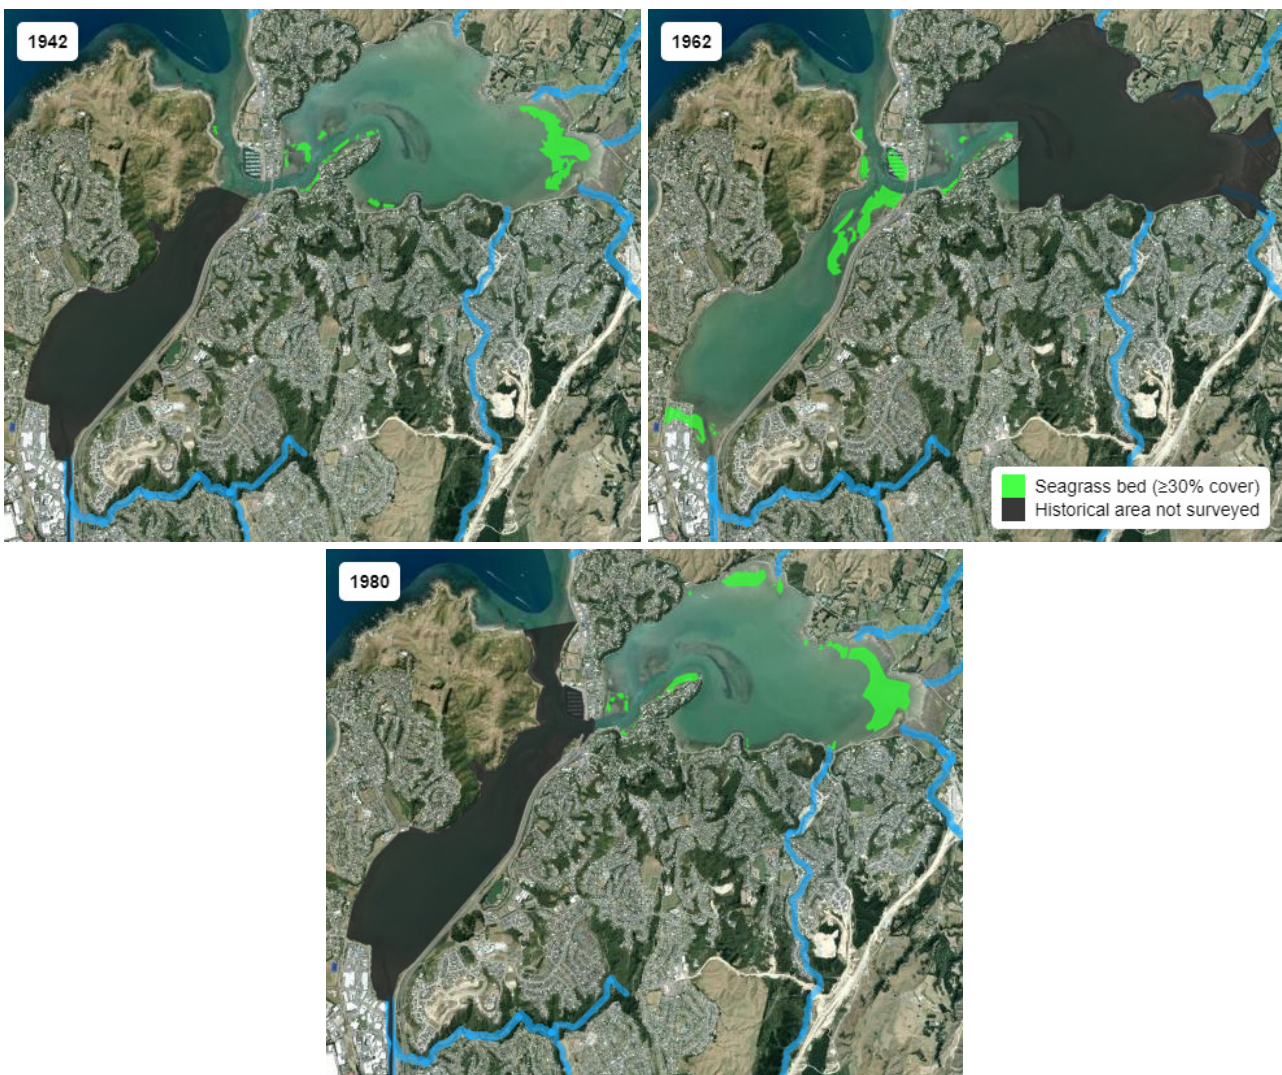 1942
1962
Seagrass bed (≥30% cover)
Historical area not surveyed
1980